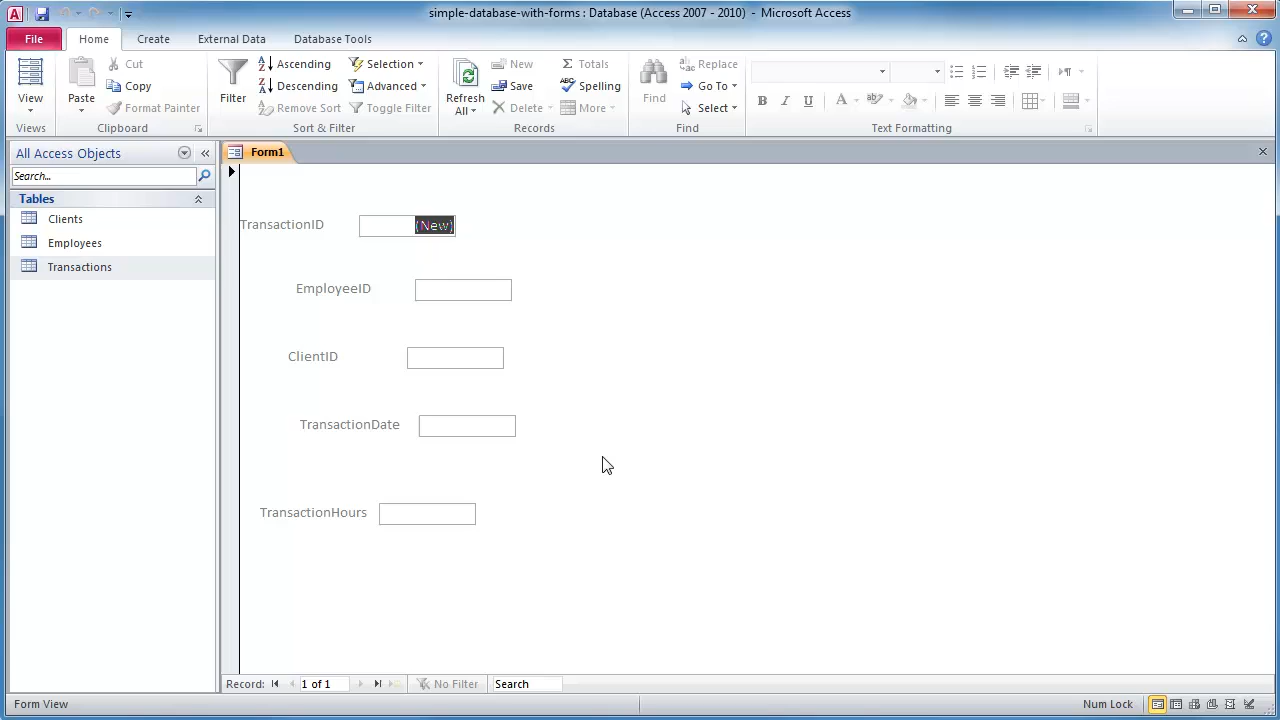 simple-database-with-forms : Database (Access 2007 - 2010) - Microsoft Access
File Home Create External Data Database Tools
View
Views
Paste
Cut
Copy
Format Painter
Clipboard
Filter
Ascending
Descending
Remove Sort
Selection
Advanced
Toggle Filter
Sort & Filter
Refresh
All
New
Save
Delete
Totals
Spelling
More
Records
Find
Replace
Go To
Select
Find
B I U A ab
Text Formatting
All Access Objects
Search...
Tables
Clients
Employees
Transactions
Form1
TransactionID (New)
EmployeeID
ClientID
TransactionDate
TransactionHours
Record: 1 of 1 No Filter Search
Form View Num Lock